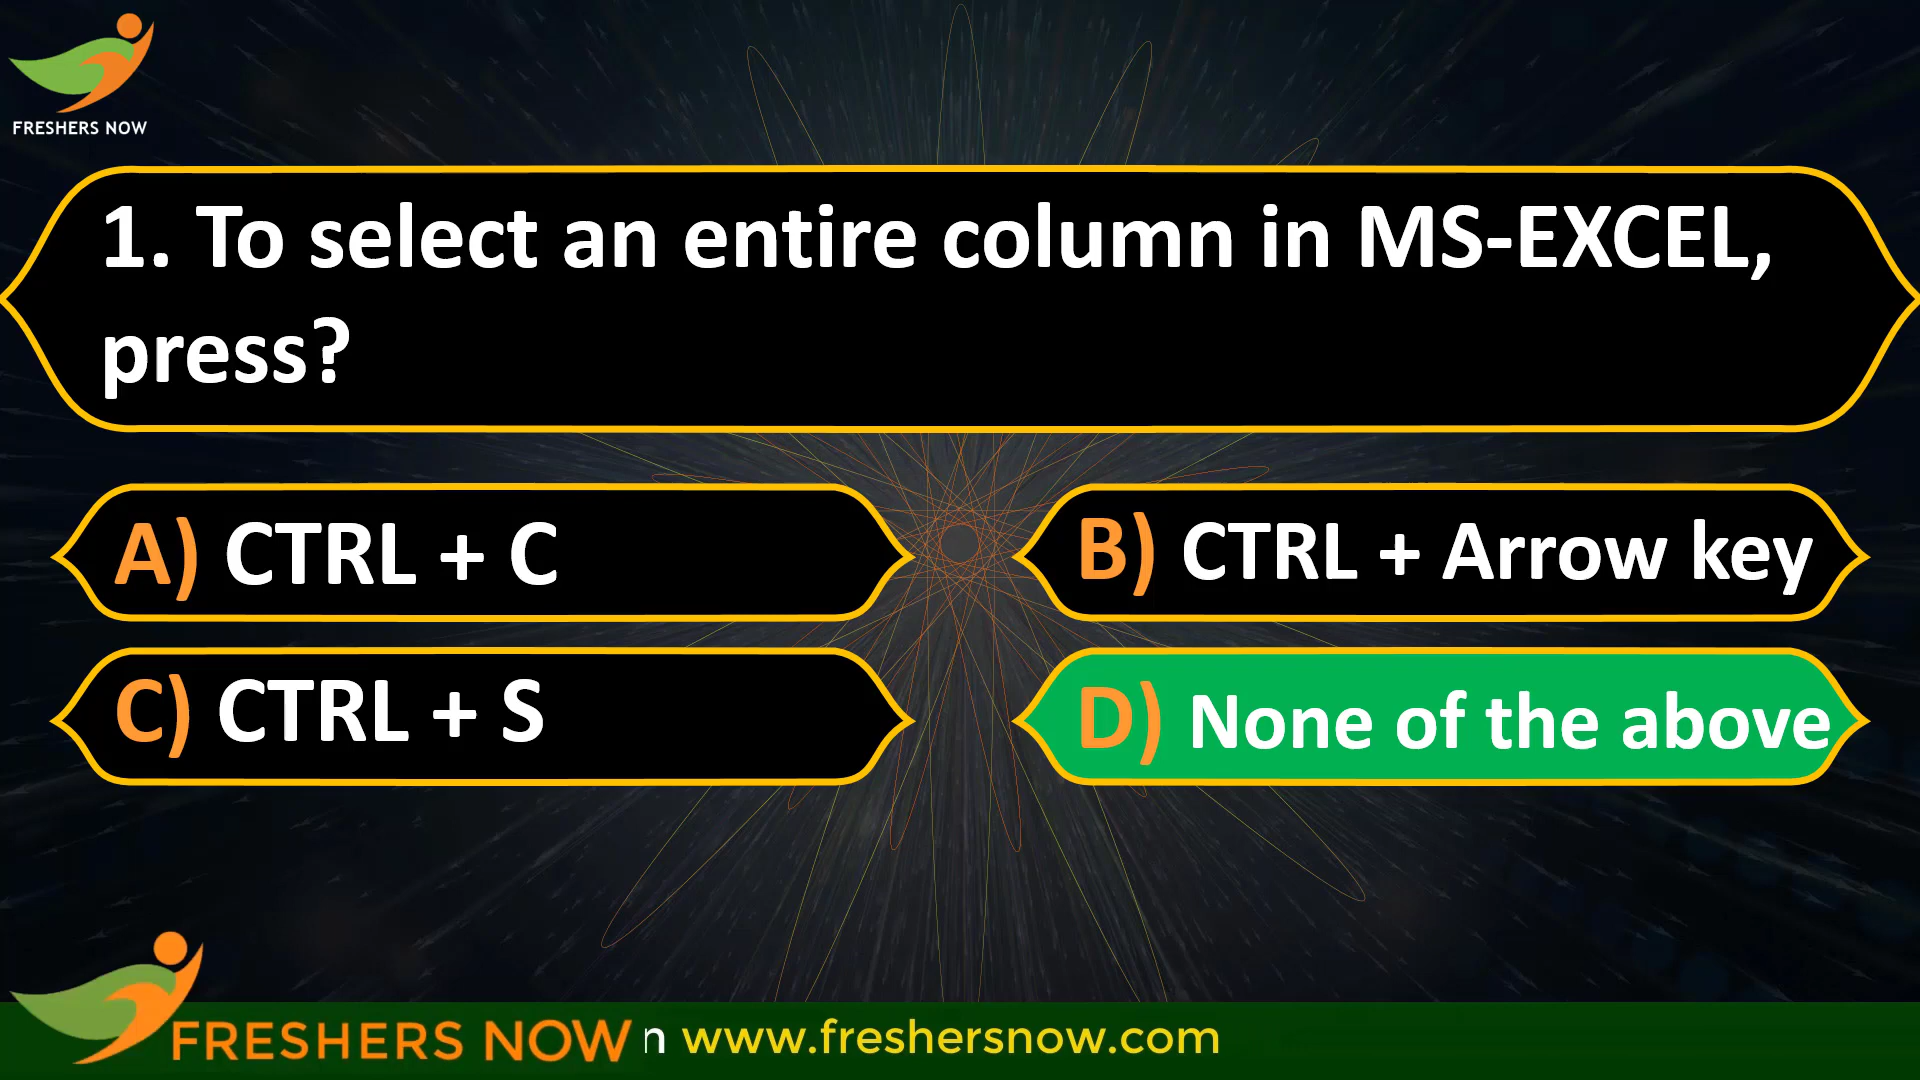 FRESHERS NOW
1. To select an entire column in MS-EXCEL,
press?
A) CTRL + C
B) CTRL + Arrow key
C) CTRL + S
D) None of the above
FRESHERS NOW
n www.freshersnow.com